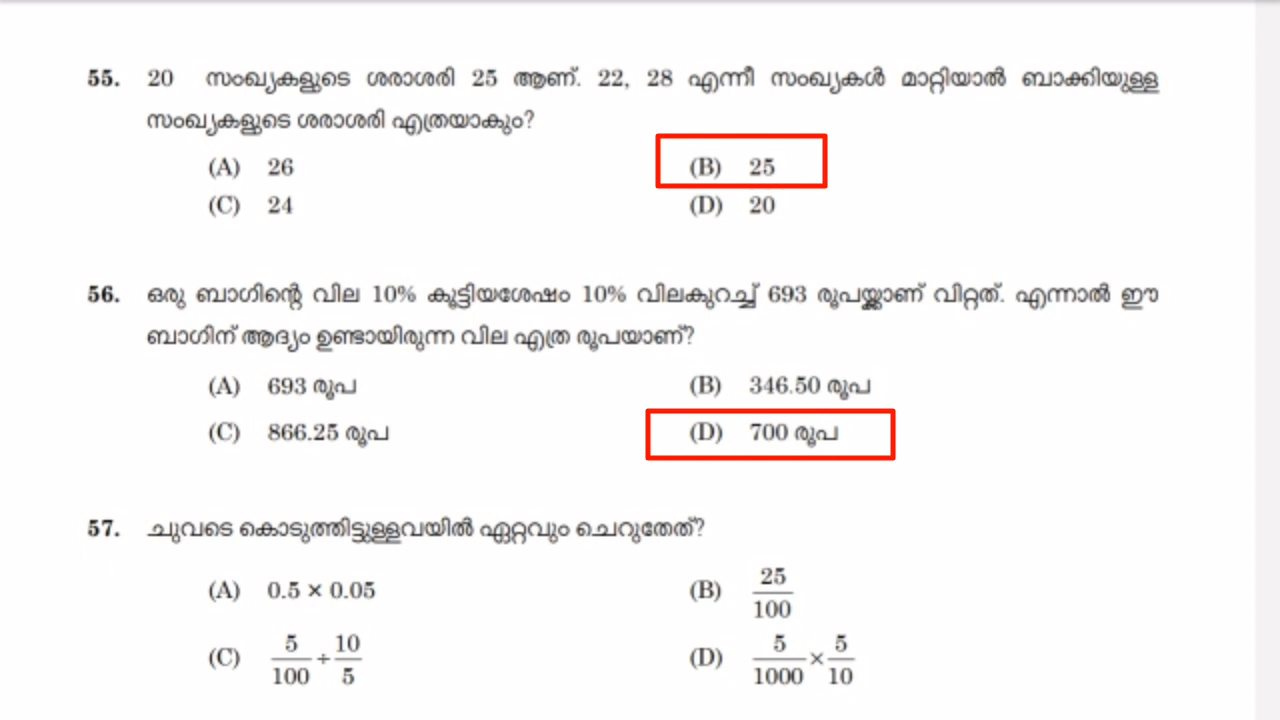 55. 20 സംഖ്യകളുടെ ശരാശരി 25 ആണ്. 22, 28 എന്നീ സംഖ്യകൾ മാറ്റിയാൽ ബാക്കിയുള്ള
സംഖ്യകളുടെ ശരാശരി എത്രയാകും?
(A) 26 (B) 25
(C) 24 (D) 20
56. ഒരു ബാഗിന്റെ വില 10% കൂട്ടിയശേഷം 10% വിലകുറച്ച് 693 രൂപയ്ക്കാണ് വിറ്റത്. എന്നാൽ ഈ
ബാഗിന് ആദ്യം ഉണ്ടായിരുന്ന വില എത്ര രൂപയാണ്?
(A) 693 രൂപ (B) 346.50 രൂപ
(C) 866.25 രൂപ (D) 700 രൂപ
57. ചുവടെ കൊടുത്തിട്ടുള്ളവയിൽ ഏറ്റവും ചെറുതേത്?
(A) 0.5 × 0.05 (B) 25/100
(C) 5/100 ÷ 10/5 (D) 5/1000 × 5/10